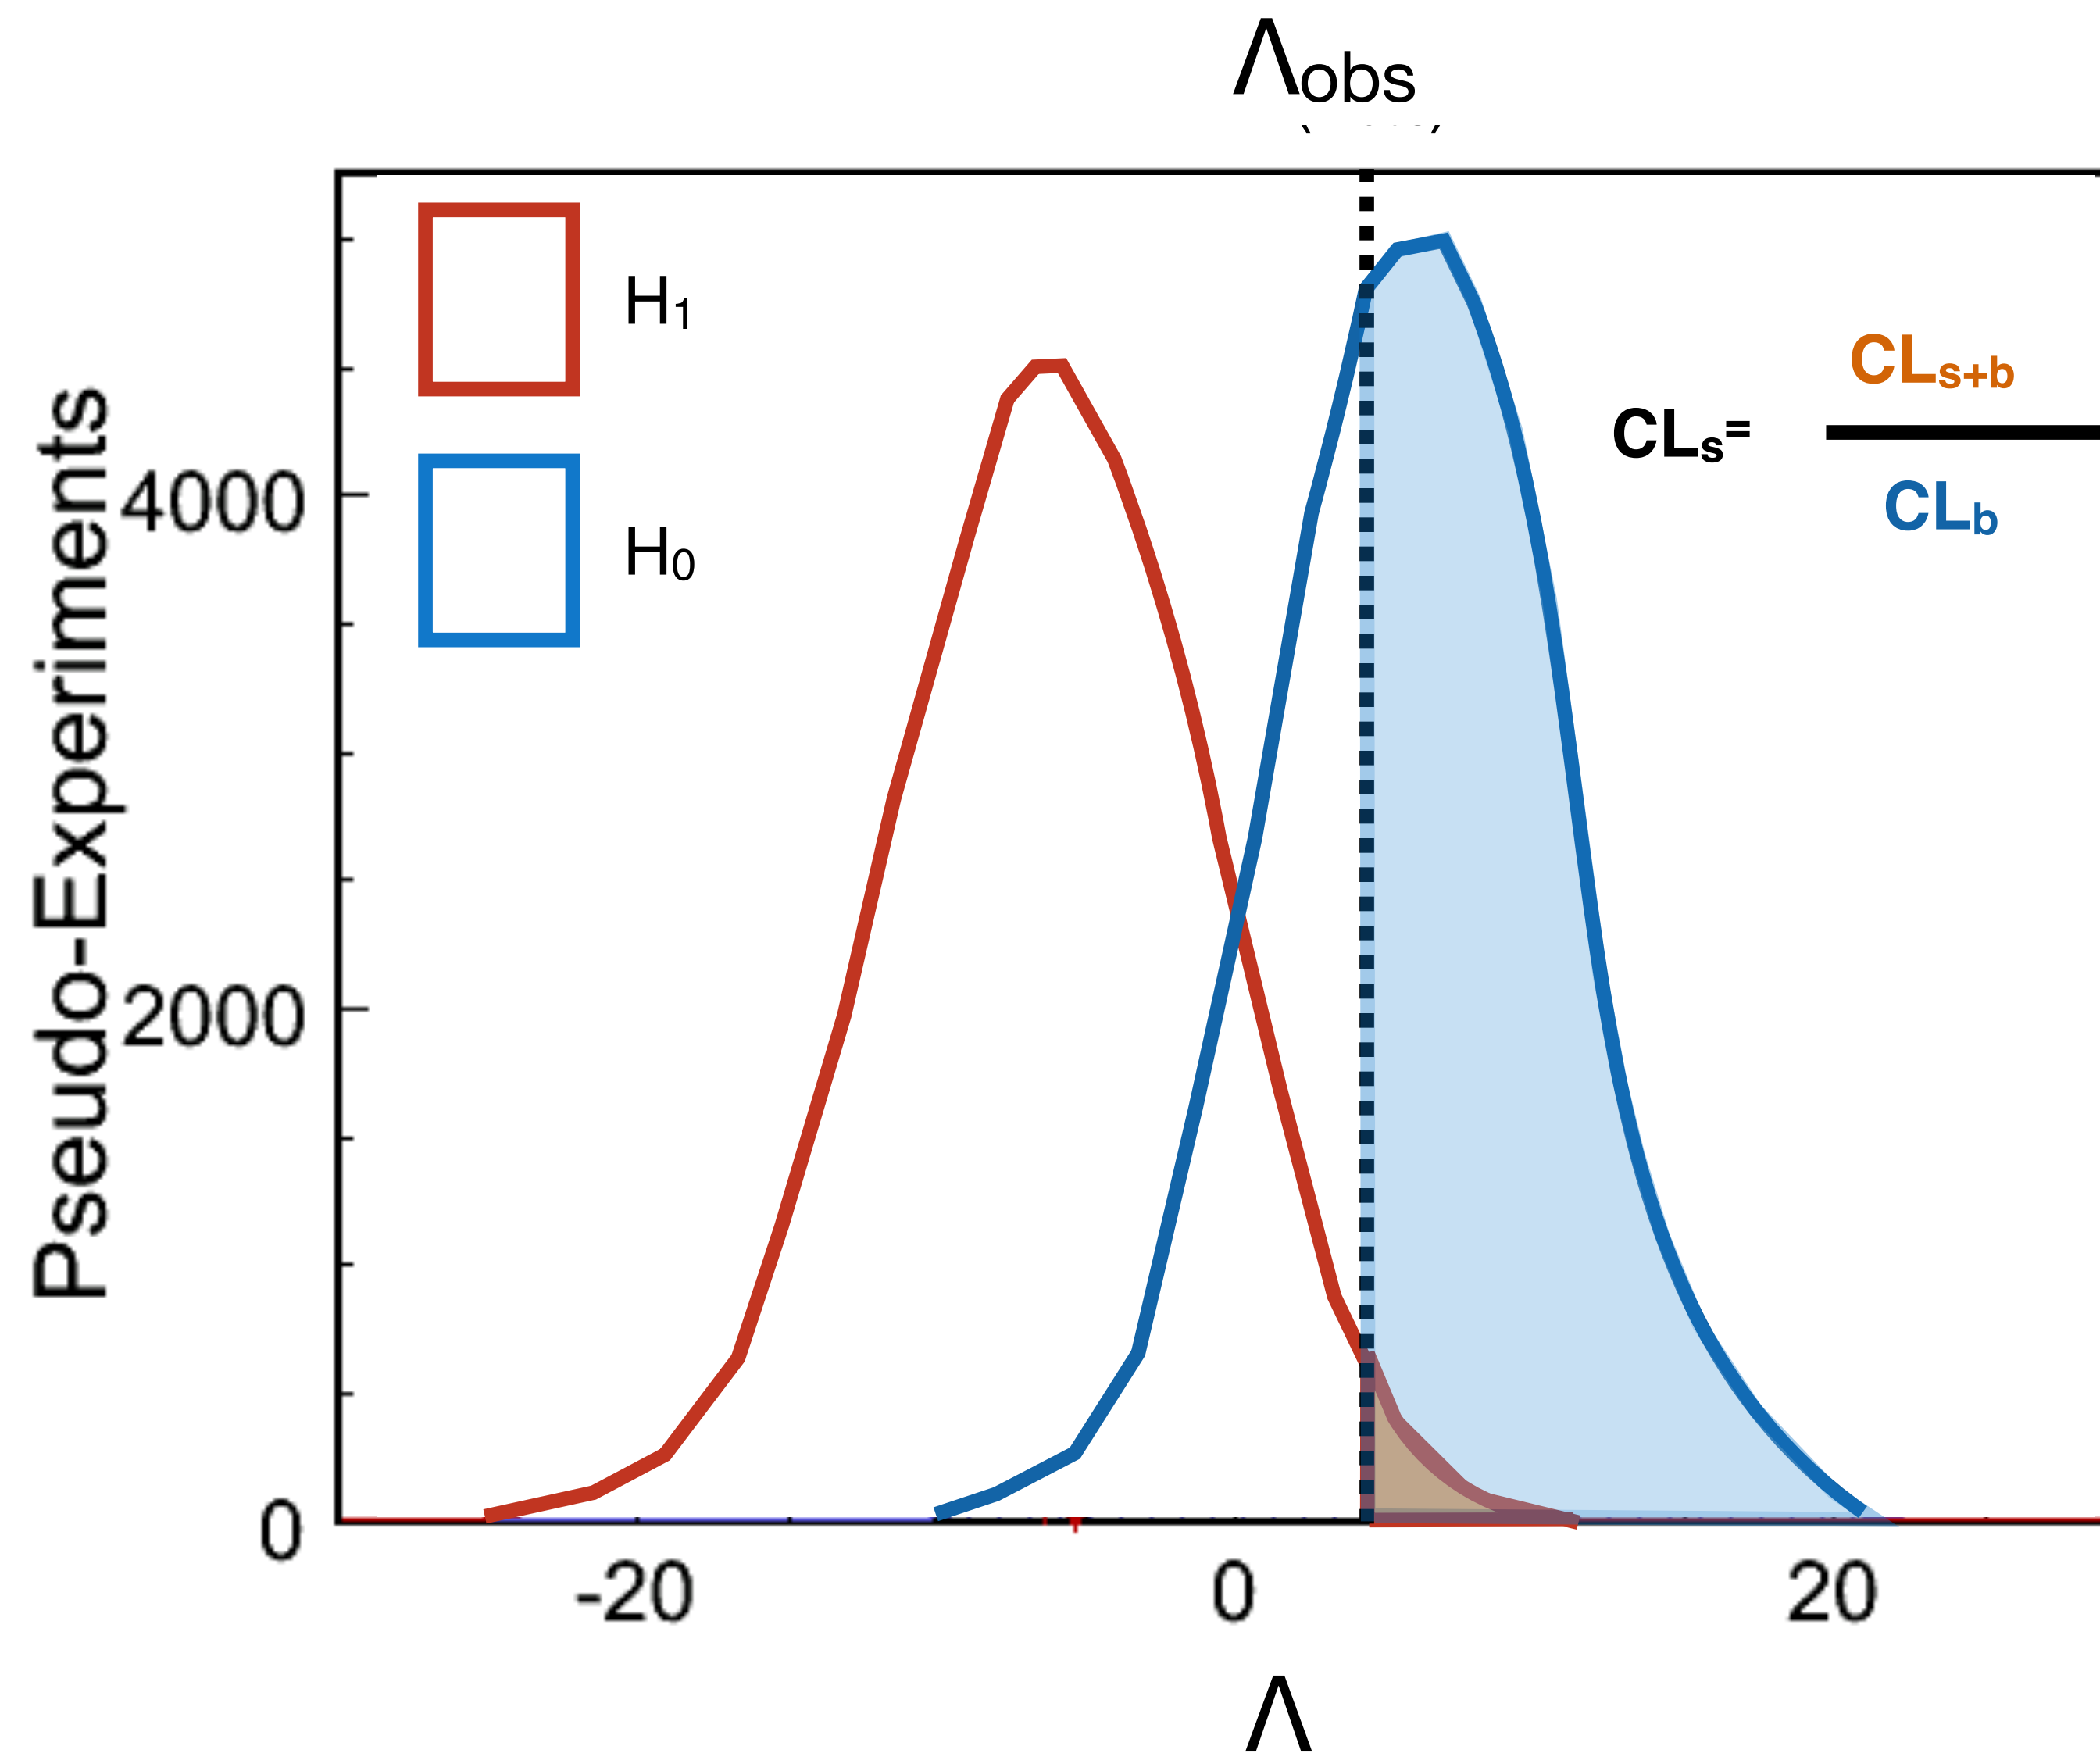 Λobs
H1
H0
CLs+b
CLs=
CLb
Pseudo-Experiments
4000
2000
0
-20
0
20
Λ